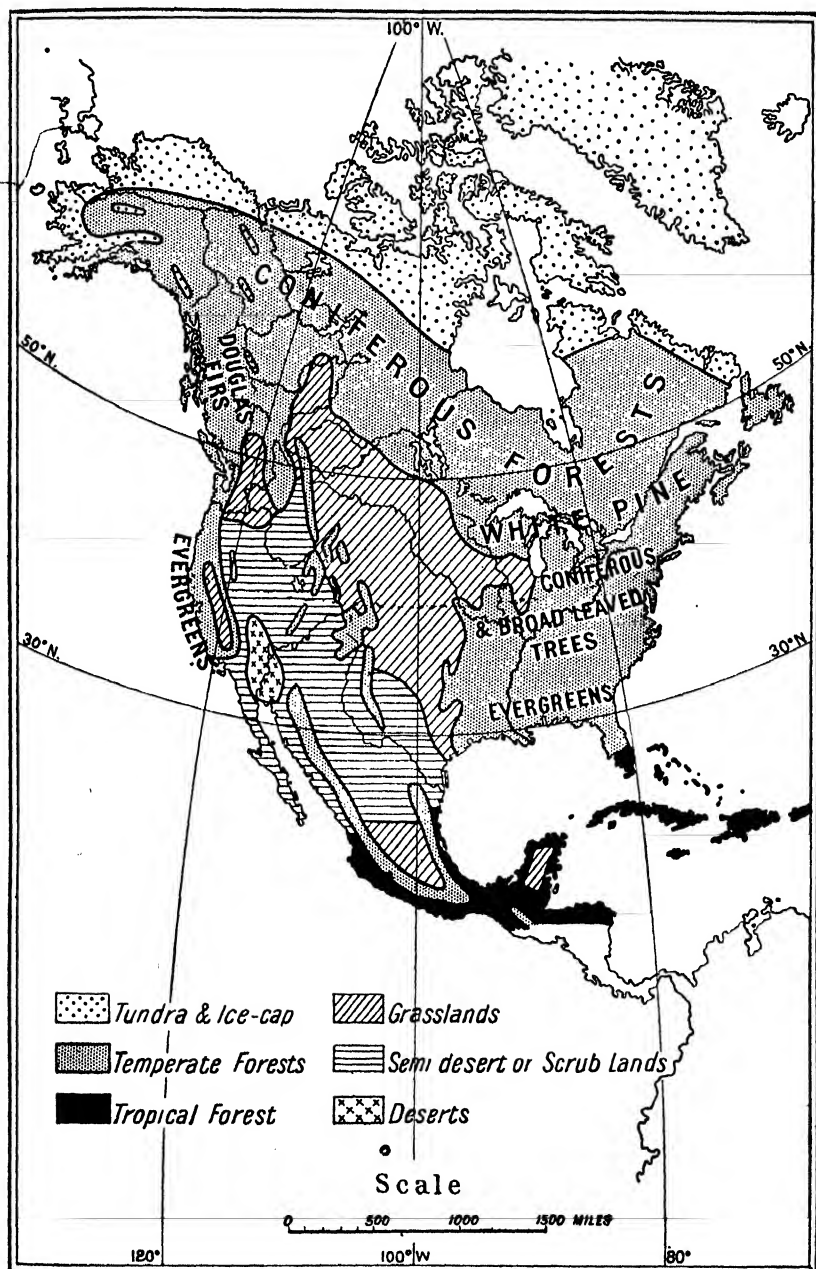 100° W.
50° N.
50° N.
CONIFEROUS FORESTS
DOUGLAS
FIRS
WHITE PINE
EVERGREENS
CONIFEROUS
& BROAD LEAVED
TREES
30° N.
30° N.
EVERGREENS
Tundra & Ice-cap
Grasslands
Temperate Forests
Semi desert or Scrub Lands
Tropical Forest
Deserts
Scale
0 500 1000 1500 MILES
120° 100° W 80°